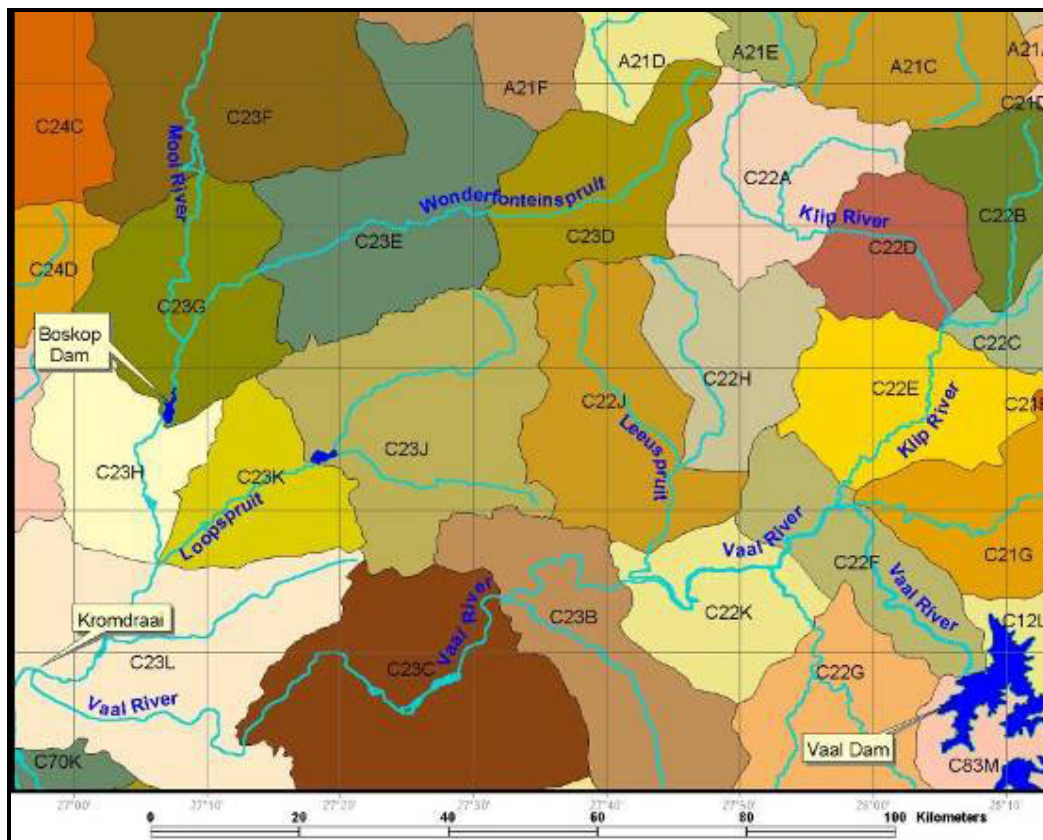 A21D
A21E
A21C
A21F
C24C
C23F
C21D
Mooi River
C22A
C22B
Wonderfonteinspruit
Klip River
C23E
C23D
C22D
C24D
C23G
Boskop
Dam
C22C
C22H
C22E
C22J
Leeuspruit
Klip River
C23J
C23H
C23K
Loopspruit
Vaal River
C21G
C22F
Vaal River
Kromdraai
Vaal River
C23B
C22K
C12L
C23L
C23C
C22G
Vaal River
Vaal Dam
C70K
C83M
27°00' 27°10' 27°20' 27°30' 27°40' 27°50' 28°00' 28°10'
0 20 40 60 80 100 Kilometers